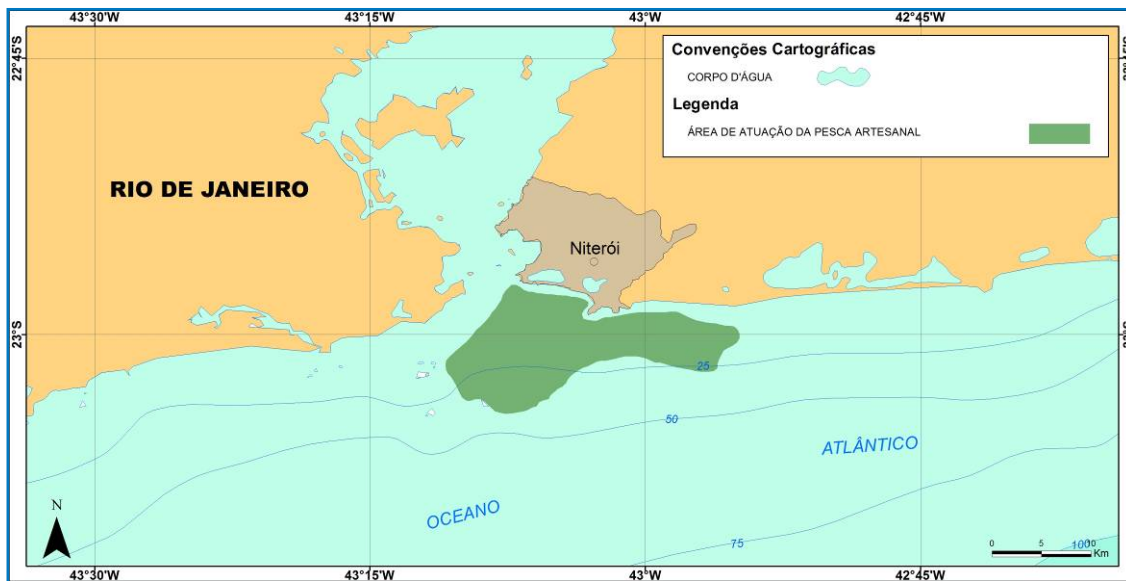 43°30'W 43°15'W 43°W 42°45'W
22°45'S
Convenções Cartográficas
CORPO D'ÁGUA
Legenda
ÁREA DE ATUAÇÃO DA PESCA ARTESANAL
RIO DE JANEIRO
Niterói
23°S
25
50
ATLÂNTICO
OCEANO
N
75
100
0 5 10
Km
43°30'W 43°15'W 43°W 42°45'W